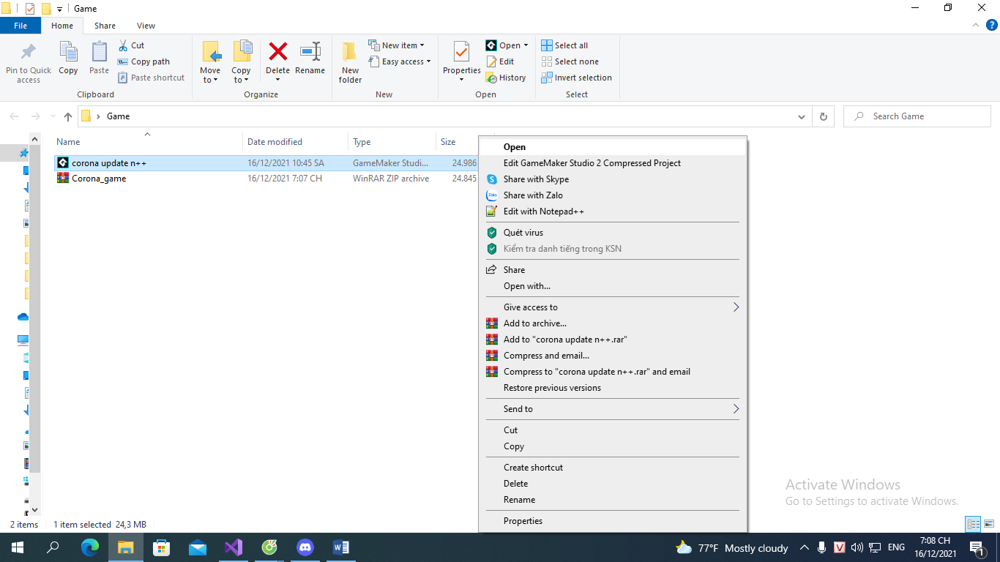 Game
File Home Share View
Pin to Quick access
Copy
Paste
Cut
Copy path
Paste shortcut
Clipboard
Move to
Copy to
Delete
Rename
Organize
New folder
New item
Easy access
New
Properties
Open
Edit
History
Open
Select all
Select none
Invert selection
Select
Game
Search Game
Name Date modified Type Size
corona update n++ 16/12/2021 10:45 SA GameMaker Studi... 24.986
Corona_game 16/12/2021 7:07 CH WinRAR ZIP archive 24.845
Open
Edit GameMaker Studio 2 Compressed Project
Share with Skype
Zalo Share with Zalo
Edit with Notepad++
Quét virus
Kiểm tra danh tiếng trong KSN
Share
Open with...
Give access to
Add to archive...
Add to "corona update n++.rar"
Compress and email...
Compress to "corona update n++.rar" and email
Restore previous versions
Send to
Cut
Copy
Create shortcut
Delete
Rename
Properties
Activate Windows
Go to Settings to activate Windows.
2 items 1 item selected 24,3 MB
77°F Mostly cloudy ENG 7:08 CH
16/12/2021
1